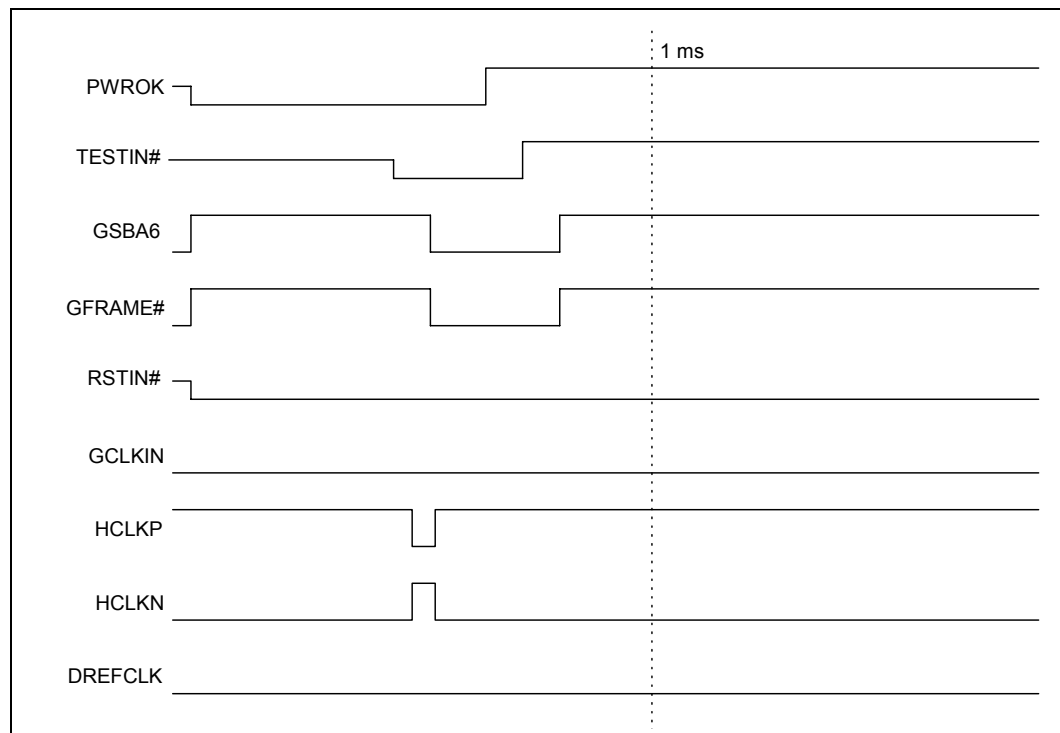 1 ms
PWROK
TESTIN#
GSBA6
GFRAME#
RSTIN#
GCLKIN
HCLKP
HCLKN
DREFCLK